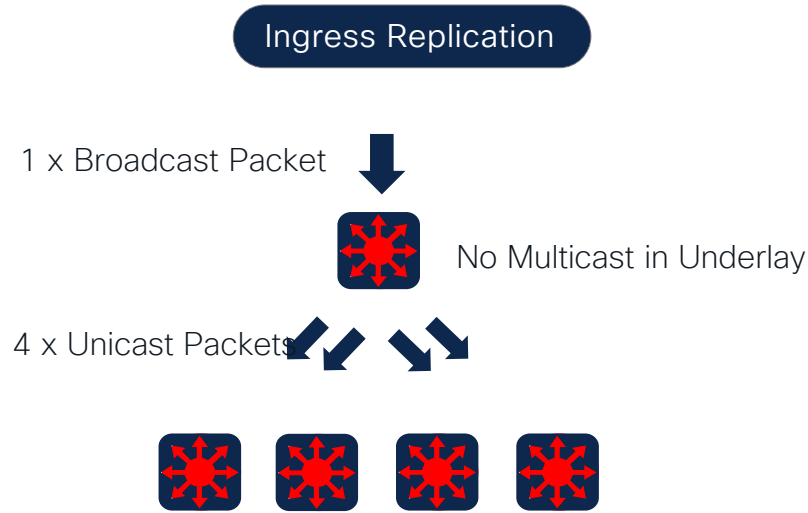 Ingress Replication
1 x Broadcast Packet
No Multicast in Underlay
4 x Unicast Packets